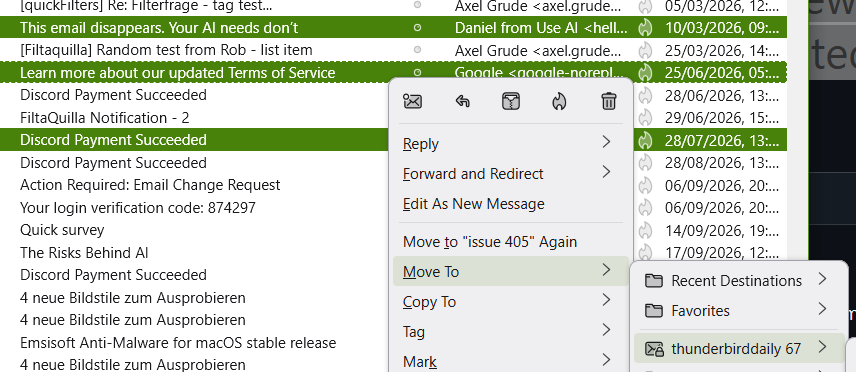 [quickFilters] Re: Filterfrage - tag test... Axel Grude <axel.grude... 05/03/2026, 12:...
This email disappears. Your AI needs don't Daniel from Use AI <hell... 10/03/2026, 09:...
[Filtaquilla] Random test from Rob - list item Axel Grude <axel.grude... 25/03/2026, 14:...
Learn more about our updated Terms of Service Google <google-norepl... 25/06/2026, 05:...
Discord Payment Succeeded 28/06/2026, 13:...
FiltaQuilla Notification - 2 29/06/2026, 15:...
Discord Payment Succeeded 28/07/2026, 13:...
Discord Payment Succeeded 28/08/2026, 13:...
Action Required: Email Change Request 06/09/2026, 20:...
Your login verification code: 874297 06/09/2026, 20:...
Quick survey 14/09/2026, 19:...
The Risks Behind AI 17/09/2026, 12:...
Discord Payment Succeeded
4 neue Bildstile zum Ausprobieren
4 neue Bildstile zum Ausprobieren
Emsisoft Anti-Malware for macOS stable release
4 neue Bildstile zum Ausprobieren
Reply
Forward and Redirect
Edit As New Message
Move to "issue 405" Again
Move To
Copy To
Tag
Mark
Recent Destinations
Favorites
thunderbirddaily 67